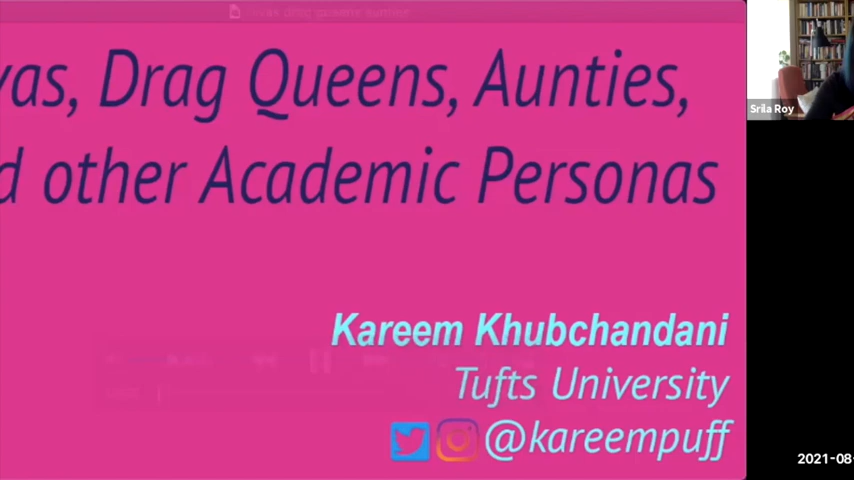 vas, Drag Queens, Aunties,
d other Academic Personas
Kareem Khubchandani
Tufts University
@kareempuff
Srila Roy
2021-08-